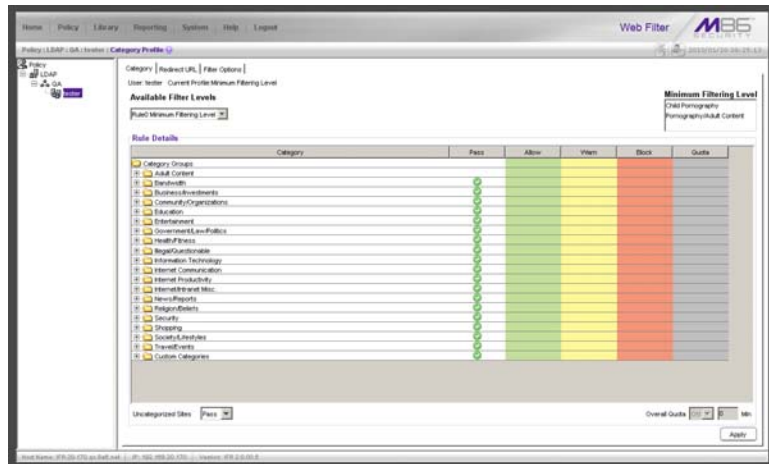 Home Policy Library Reporting System Help Logout
Web Filter M86 SECURITY
Policy : LDAP : QA : tester : Category Profile
Policy
LDAP
QA
tester
Category Redirect URL Filter Options
User: tester Current Profile:Minimum Filtering Level
Available Filter Levels
Minimum Filtering Level
Rule0 Minimum Filtering Level
Child Pornography
Pornography/Adult Content
Rule Details
Category Pass Allow Warn Block Quota
Category Groups
Adult Content
Bandwidth
Business/Investments
Community/Organizations
Education
Entertainment
Government/Law/Politics
Health/Fitness
Illegal/Questionable
Information Technology
Internet Communication
Internet Productivity
Internet/Intranet Misc.
News/Reports
Religion/Beliefs
Security
Shopping
Society/Lifestyles
Travel/Events
Custom Categories
Uncategorized Sites Pass
Overall Quota Min
Apply
Host Name: